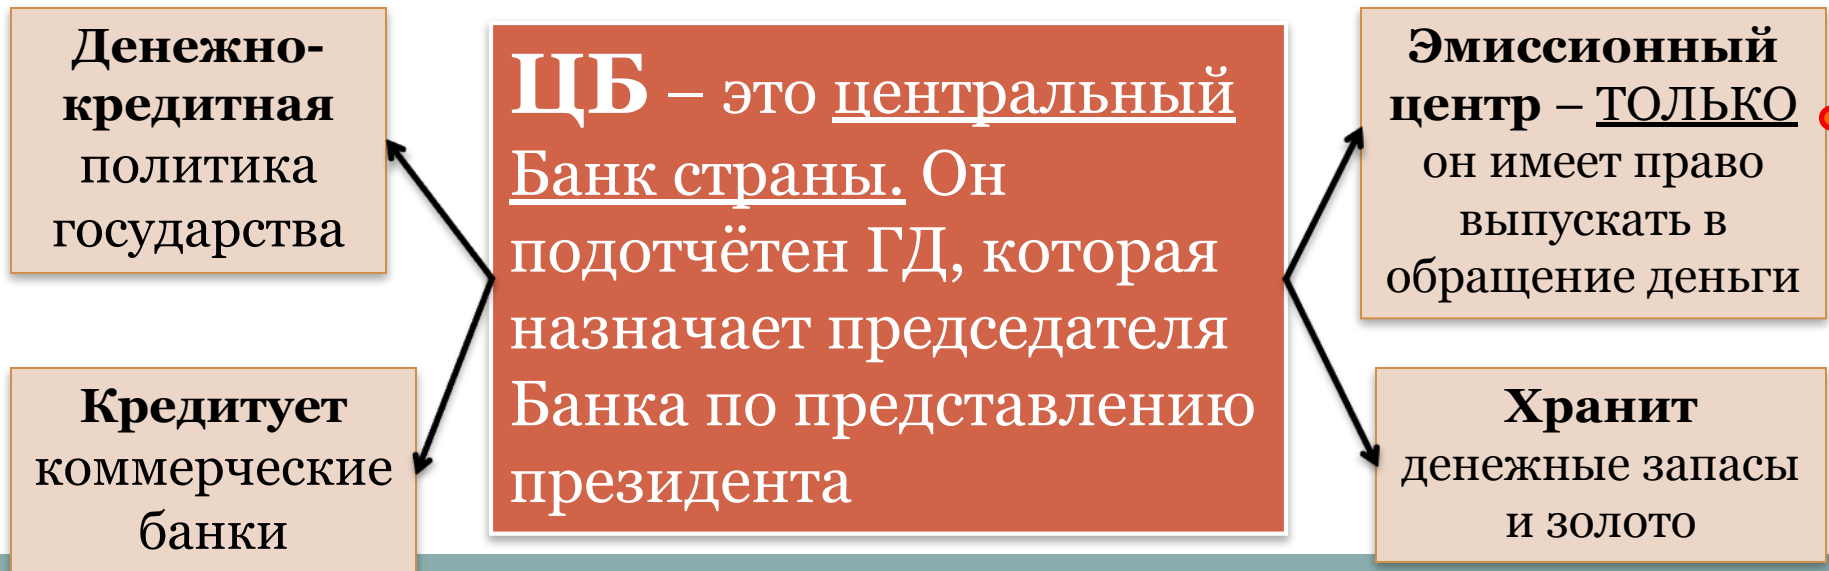 Денежно-
кредитная
политика
государства
Кредитует
коммерческие
банки
ЦБ – это центральный
Банк страны. Он
подотчётен ГД, которая
назначает председателя
Банка по представлению
президента
Эмиссионный
центр – ТОЛЬКО
он имеет право
выпускать в
обращение деньги
Хранит
денежные запасы
и золото